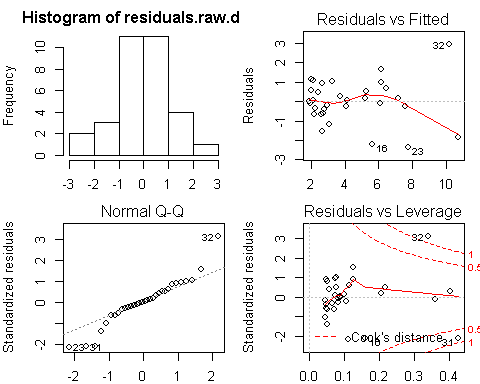 Histogram of residuals.raw.d
Frequency
0 2 4 6 8 10
-3 -2 -1 0 1 2 3
Residuals vs Fitted
Residuals
-3 -1 1 3
2 4 6 8 10
32
16
23
Normal Q-Q
Standardized residuals
-2 0 1 2 3
-2 -1 0 1 2
32
23
31
Residuals vs Leverage
Standardized residuals
-2 0 1 2 3
0.0 0.1 0.2 0.3 0.4
32
31
Cook's distance
1
0.5
0.5
1